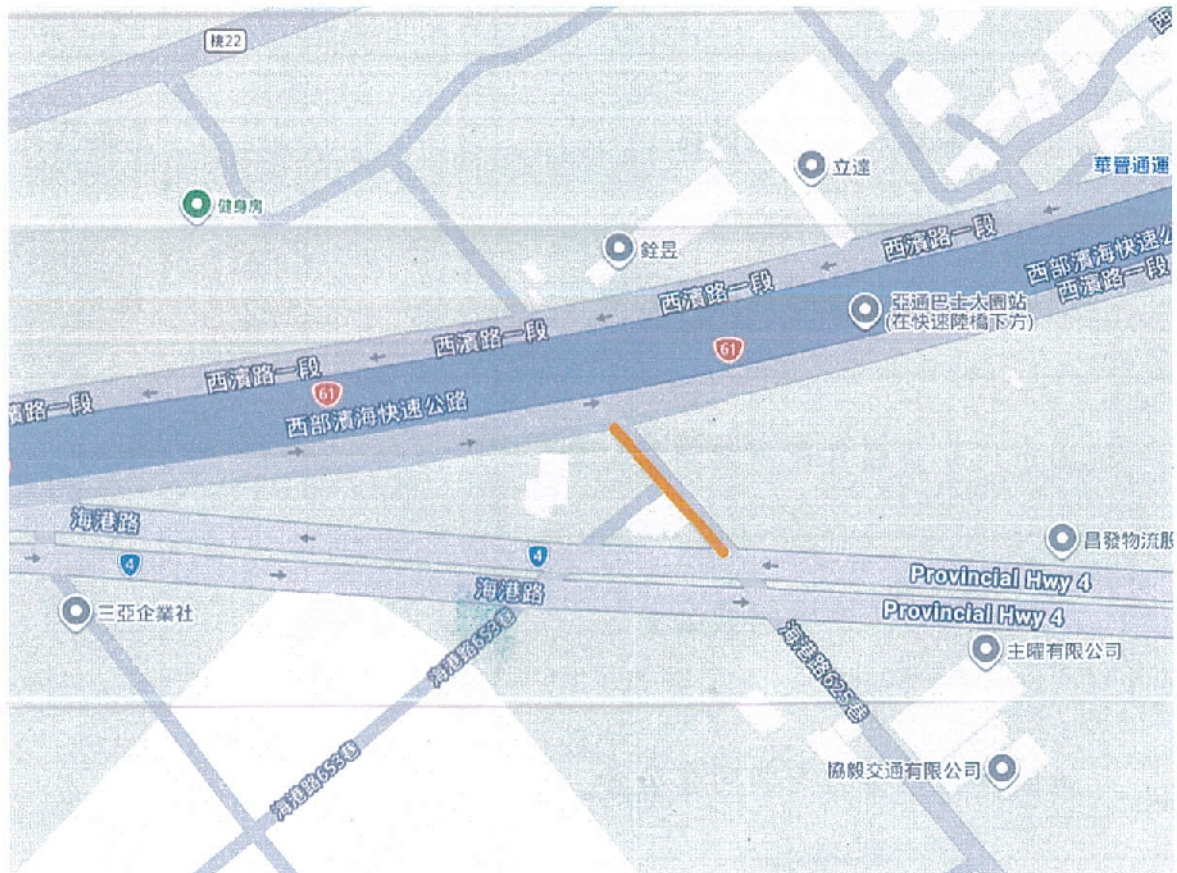 桃22
西
立達
華晉通運
健身房
銓昱
西濱路一段
西濱路一段
西濱路一段
西濱路一段
濱路一段
西部濱海快速公
西濱路一段
亞通巴士大園站
(在快速陸橋下方)
61
61
西部濱海快速公路
海港路
4
4
海港路
昌發物流股
Provincial Hwy 4
Provincial Hwy 4
三亞企業社
海港路653巷
海港路625巷
主曜有限公司
海港路653巷
協毅交通有限公司